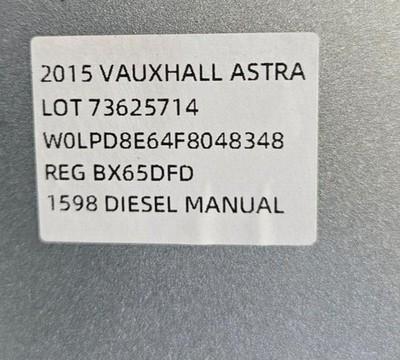 2015 VAUXHALL ASTRA
LOT 73625714
W0LPD8E64F8048348
REG BX65DFD
1598 DIESEL MANUAL